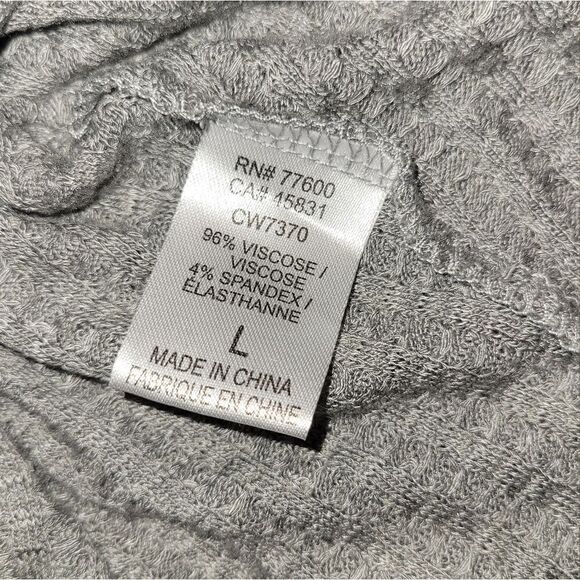 RN# 77600
CA# 45831
CW7370
96% VISCOSE /
VISCOSE
4% SPANDEX /
ÉLASTHANNE
L
MADE IN CHINA
FABRIQUE EN CHINE